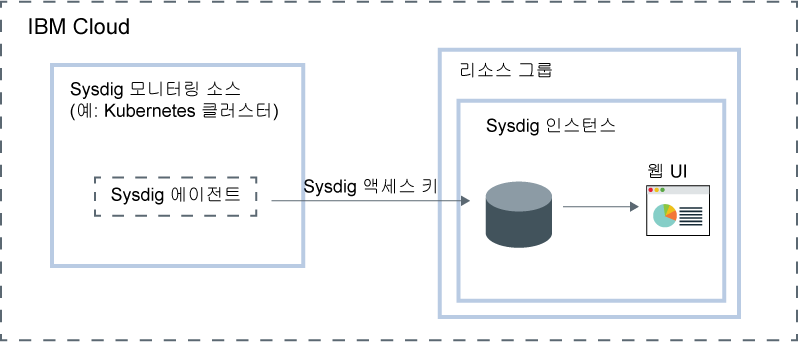 IBM Cloud
Sysdig 모니터링 소스
(예: Kubernetes 클러스터)
Sysdig 에이전트
Sysdig 액세스 키
리소스 그룹
Sysdig 인스턴스
웹 UI